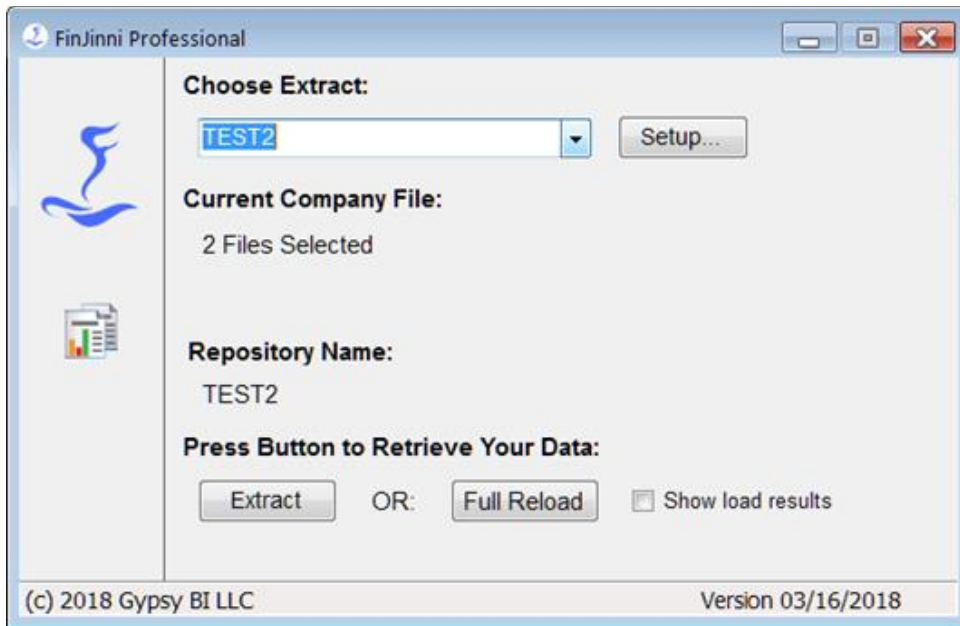 FinJinni Professional
Choose Extract:
TEST2
Setup...
Current Company File:
2 Files Selected
Repository Name:
TEST2
Press Button to Retrieve Your Data:
Extract OR: Full Reload Show load results
(c) 2018 Gypsy BI LLC Version 03/16/2018